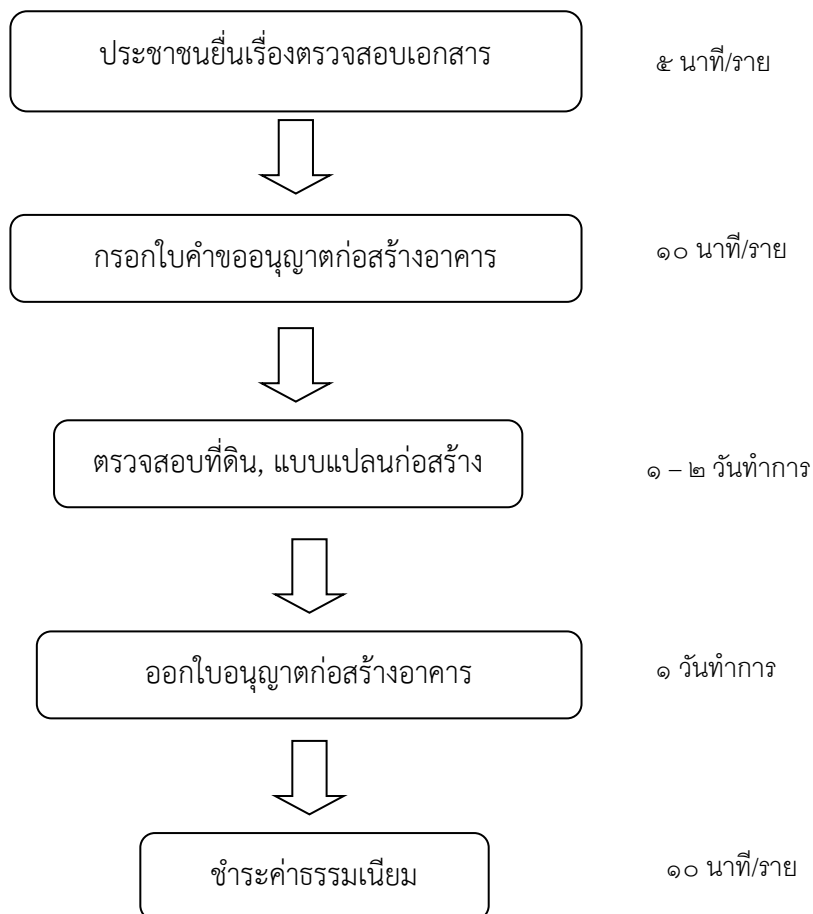 ประชาชนยื่นเรื่องตรวจสอบเอกสาร
๕ นาที/ราย
กรอกใบคำขออนุญาตก่อสร้างอาคาร
๑๐ นาที/ราย
ตรวจสอบที่ดิน, แบบแปลนก่อสร้าง
๑ – ๒ วันทำการ
ออกใบอนุญาตก่อสร้างอาคาร
๑ วันทำการ
ชำระค่าธรรมเนียม
๑๐ นาที/ราย